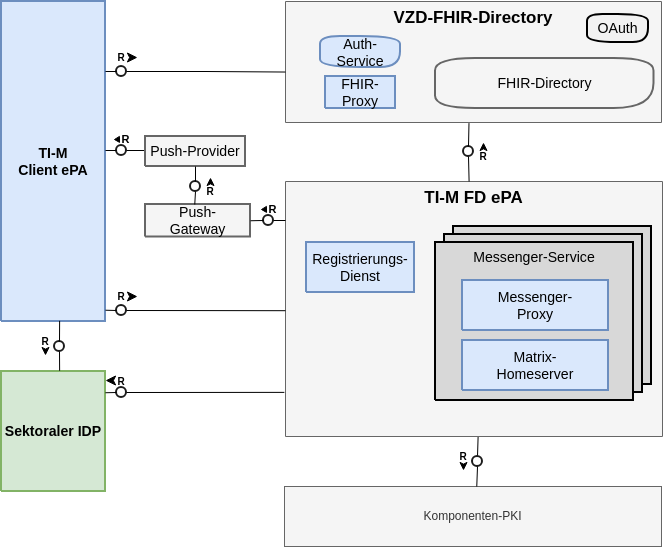 VZD-FHIR-Directory
OAuth
Auth-
Service
FHIR-
Proxy
FHIR-Directory
R
TI-M
Client ePA
R
Push-Provider
R
R
Push-
Gateway
R
TI-M FD ePA
R
Registrierungs-
Dienst
Messenger-Service
Messenger-
Proxy
Matrix-
Homeserver
R
R
R
Sektoraler IDP
R
Komponenten-PKI